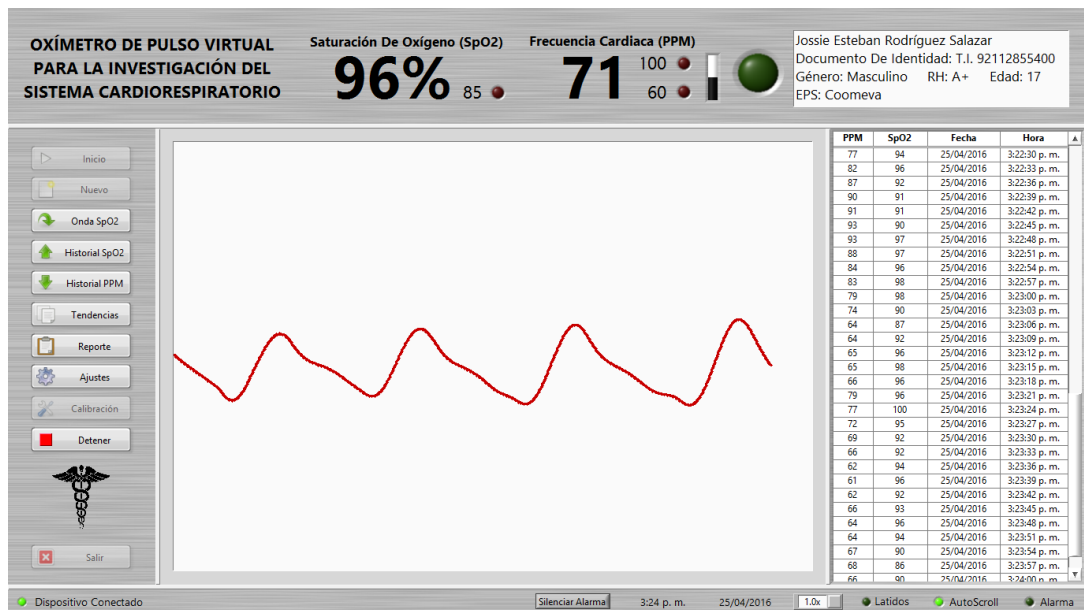 OXÍMETRO DE PULSO VIRTUAL
PARA LA INVESTIGACIÓN DEL
SISTEMA CARDIORESPIRATORIO
Saturación De Oxígeno (SpO2)
96%
85
Frecuencia Cardiaca (PPM)
71
100
60
Jossie Esteban Rodríguez Salazar
Documento De Identidad: T.I. 92112855400
Género: Masculino RH: A+ Edad: 17
EPS: Coomeva
Inicio
Nuevo
Onda SpO2
Historial SpO2
Historial PPM
Tendencias
Reporte
Ajustes
Calibración
Detener
Salir
PPM SpO2 Fecha Hora
77 94 25/04/2016 3:22:30 p. m.
82 96 25/04/2016 3:22:33 p. m.
87 92 25/04/2016 3:22:36 p. m.
90 91 25/04/2016 3:22:39 p. m.
91 91 25/04/2016 3:22:42 p. m.
93 90 25/04/2016 3:22:45 p. m.
93 97 25/04/2016 3:22:48 p. m.
88 97 25/04/2016 3:22:51 p. m.
84 96 25/04/2016 3:22:54 p. m.
83 98 25/04/2016 3:22:57 p. m.
79 98 25/04/2016 3:23:00 p. m.
74 90 25/04/2016 3:23:03 p. m.
64 87 25/04/2016 3:23:06 p. m.
64 92 25/04/2016 3:23:09 p. m.
65 96 25/04/2016 3:23:12 p. m.
65 98 25/04/2016 3:23:15 p. m.
66 96 25/04/2016 3:23:18 p. m.
79 96 25/04/2016 3:23:21 p. m.
77 100 25/04/2016 3:23:24 p. m.
72 95 25/04/2016 3:23:27 p. m.
69 92 25/04/2016 3:23:30 p. m.
66 92 25/04/2016 3:23:33 p. m.
62 94 25/04/2016 3:23:36 p. m.
61 96 25/04/2016 3:23:39 p. m.
62 92 25/04/2016 3:23:42 p. m.
66 93 25/04/2016 3:23:45 p. m.
64 96 25/04/2016 3:23:48 p. m.
64 94 25/04/2016 3:23:51 p. m.
67 90 25/04/2016 3:23:54 p. m.
68 86 25/04/2016 3:23:57 p. m.
66 90 25/04/2016 3:24:00 p. m.
Dispositivo Conectado
Silenciar Alarma
3:24 p. m.
25/04/2016
1.0x
Latidos
AutoScroll
Alarma